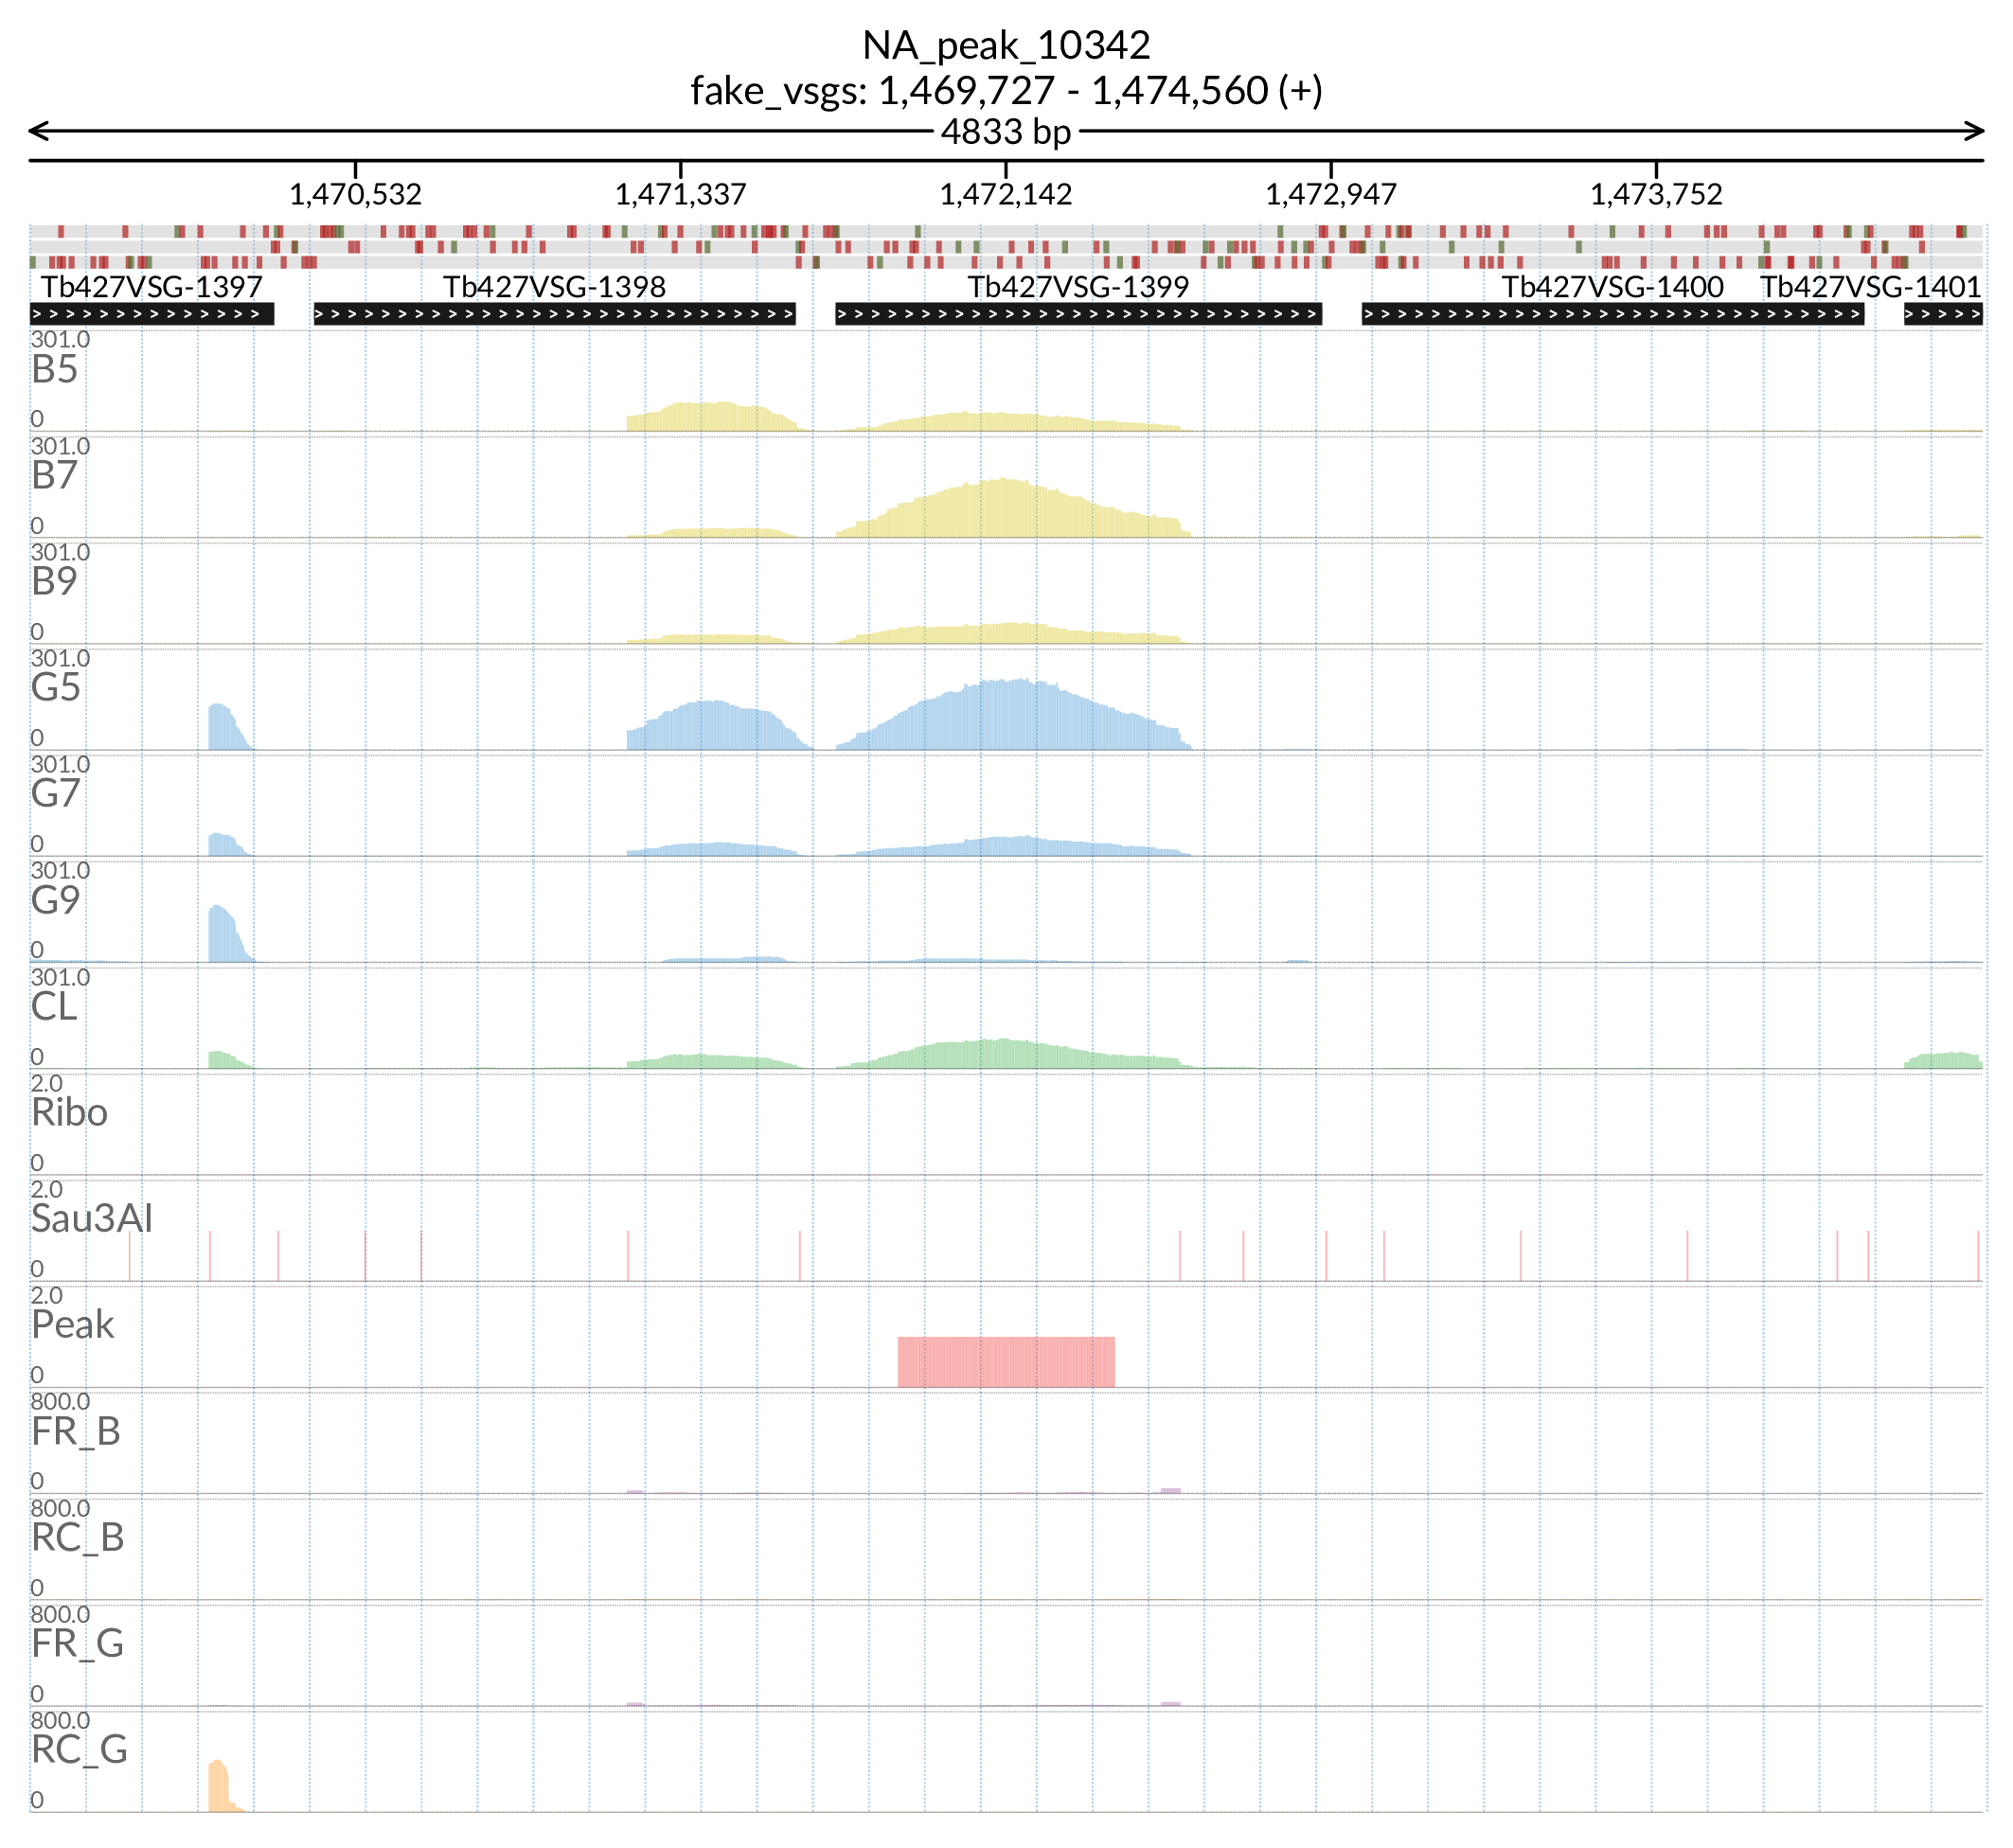 NA_peak_10342
fake_vsgs: 1,469,727 - 1,474,560 (+)
4833 bp
1,470,532 1,471,337 1,472,142 1,472,947 1,473,752
Tb427VSG-1397 Tb427VSG-1398 Tb427VSG-1399 Tb427VSG-1400 Tb427VSG-1401
301.0
B5
0
301.0
B7
0
301.0
B9
0
301.0
G5
0
301.0
G7
0
301.0
G9
0
301.0
CL
0
2.0
Ribo
0
2.0
Sau3AI
0
2.0
Peak
0
800.0
FR_B
0
800.0
RC_B
0
800.0
FR_G
0
800.0
RC_G
0